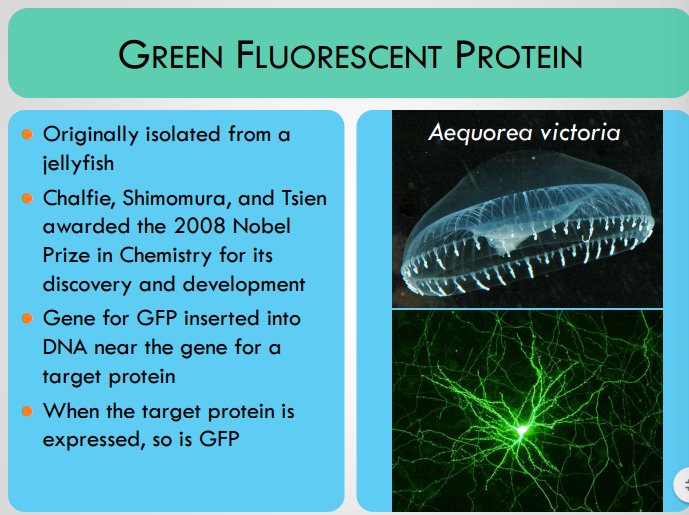 GREEN FLUORESCENT PROTEIN
Originally isolated from a
jellyfish
Chalfie, Shimomura, and Tsien
awarded the 2008 Nobel
Prize in Chemistry for its
discovery and development
Gene for GFP inserted into
DNA near the gene for a
target protein
When the target protein is
expressed, so is GFP
Aequorea victoria